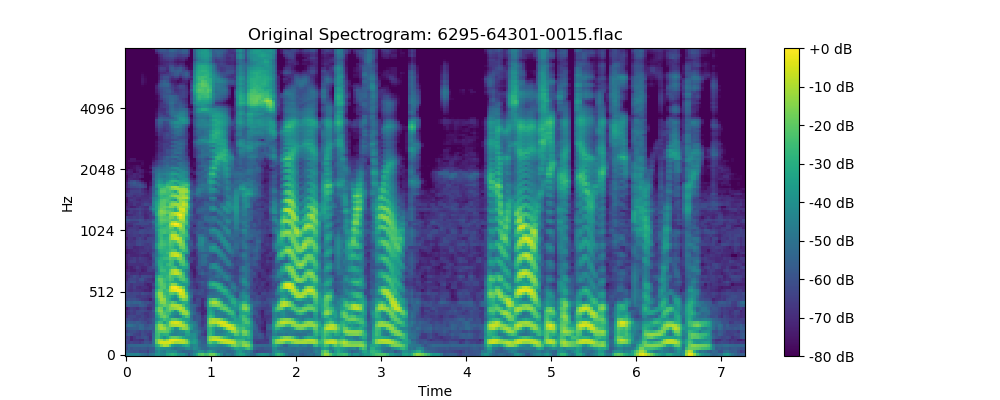 Original Spectrogram: 6295-64301-0015.flac
Hz
4096
2048
1024
512
0
0 1 2 3 4 5 6 7
Time
+0 dB
-10 dB
-20 dB
-30 dB
-40 dB
-50 dB
-60 dB
-70 dB
-80 dB